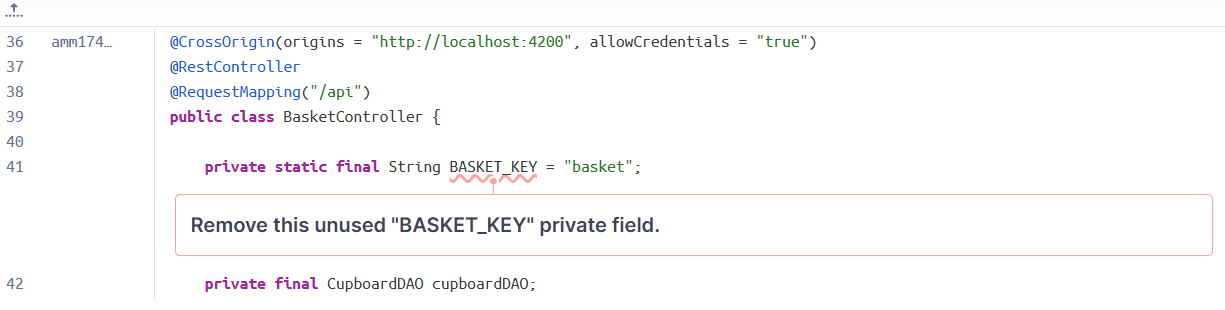 36 amm174… @CrossOrigin(origins = "http://localhost:4200", allowCredentials = "true")
37 @RestController
38 @RequestMapping("/api")
39 public class BasketController {
40
41 private static final String BASKET_KEY = "basket";
Remove this unused "BASKET_KEY" private field.
42 private final CupboardDAO cupboardDAO;